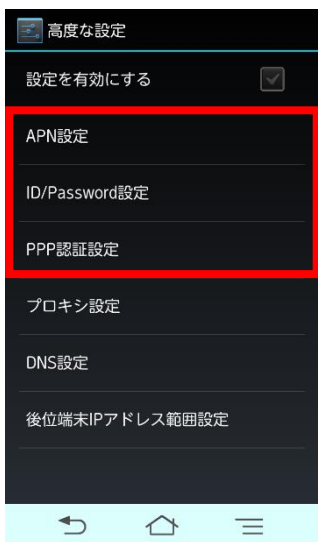 高度な設定
設定を有効にする
APN設定
ID/Password設定
PPP認証設定
プロキシ設定
DNS設定
後位端末IPアドレス範囲設定